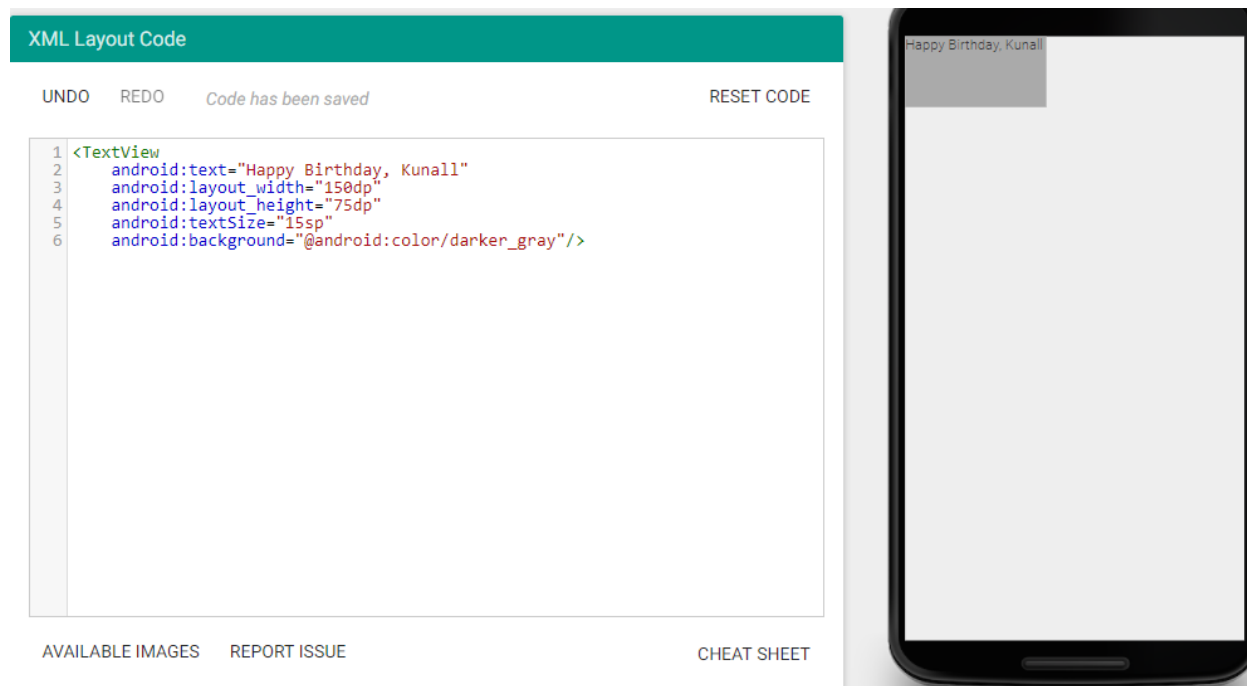 XML Layout Code
UNDO REDO Code has been saved RESET CODE
1 <TextView
2 android:text="Happy Birthday, Kunall"
3 android:layout_width="150dp"
4 android:layout_height="75dp"
5 android:textSize="15sp"
6 android:background="@android:color/darker_gray"/>
AVAILABLE IMAGES REPORT ISSUE CHEAT SHEET
Happy Birthday, Kunall